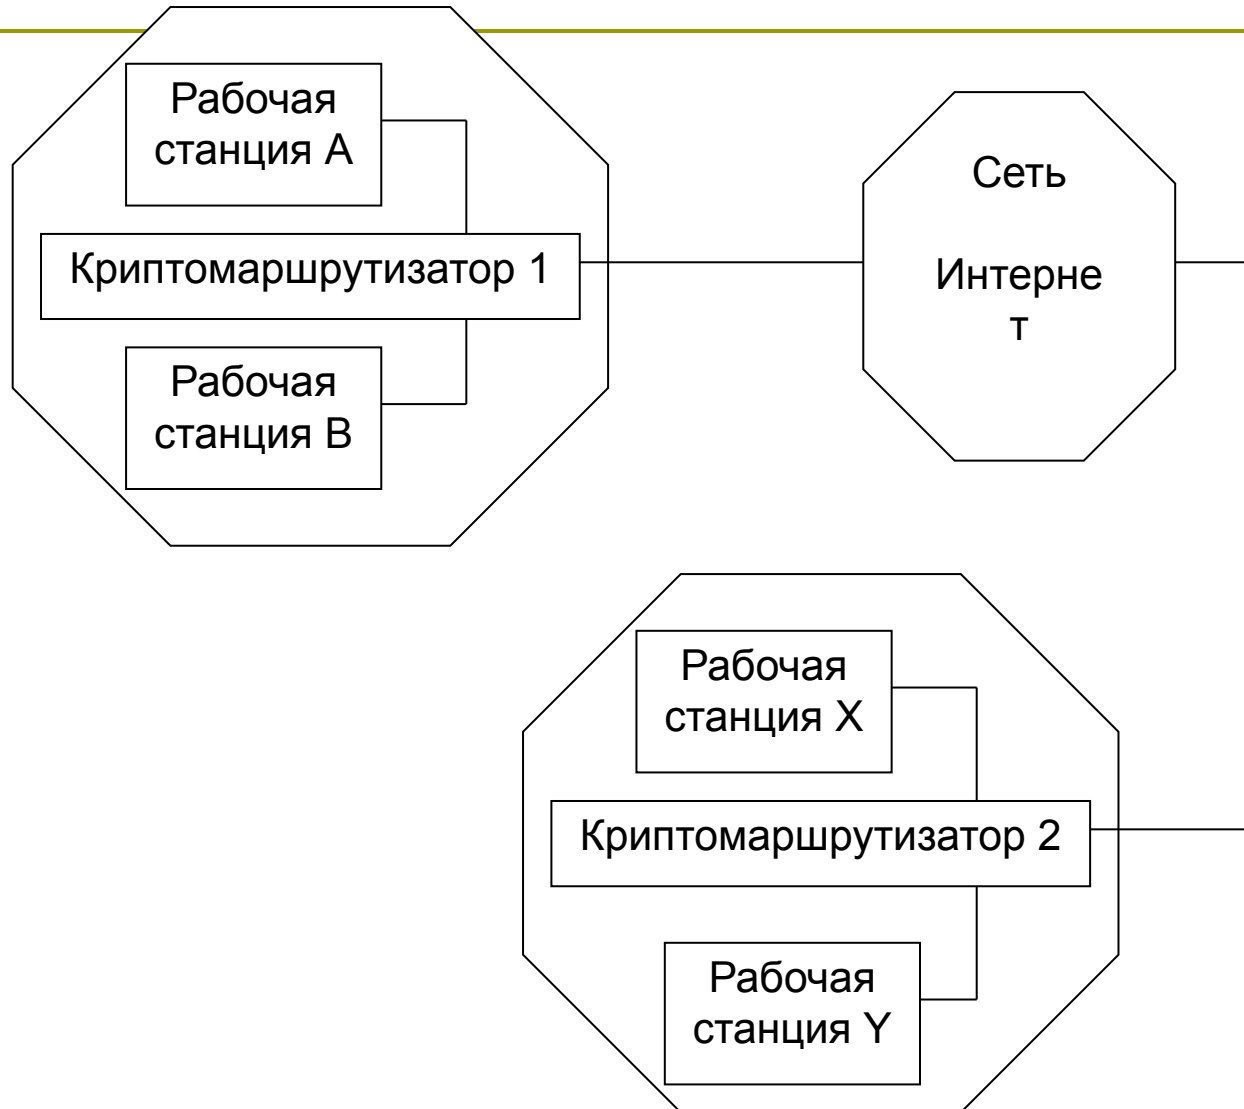 Рабочая
станция А
Криптомаршрутизатор 1
Рабочая
станция В
Сеть
Интерне
т
Рабочая
станция X
Криптомаршрутизатор 2
Рабочая
станция Y